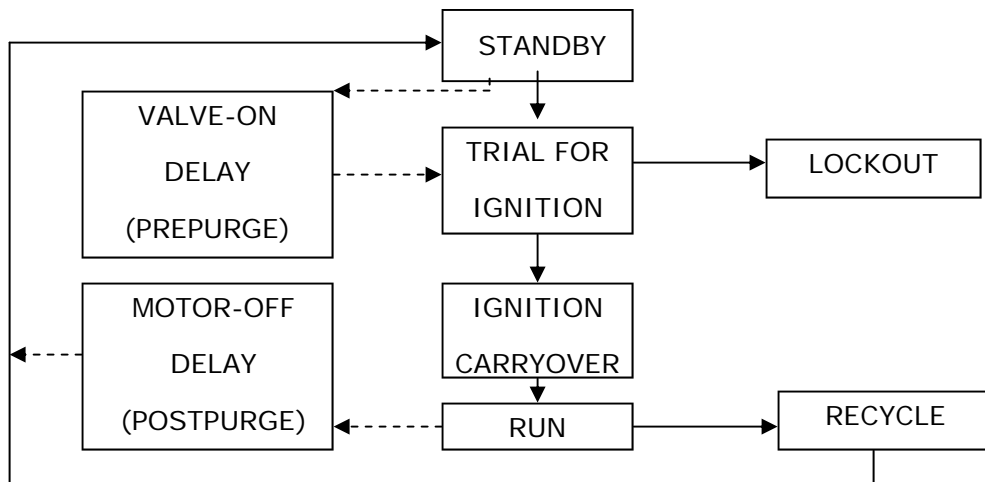 STANDBY
VALVE-ON
DELAY
(PREPURGE)
TRIAL FOR
IGNITION
LOCKOUT
MOTOR-OFF
DELAY
(POSTPURGE)
IGNITION
CARRYOVER
RUN
RECYCLE